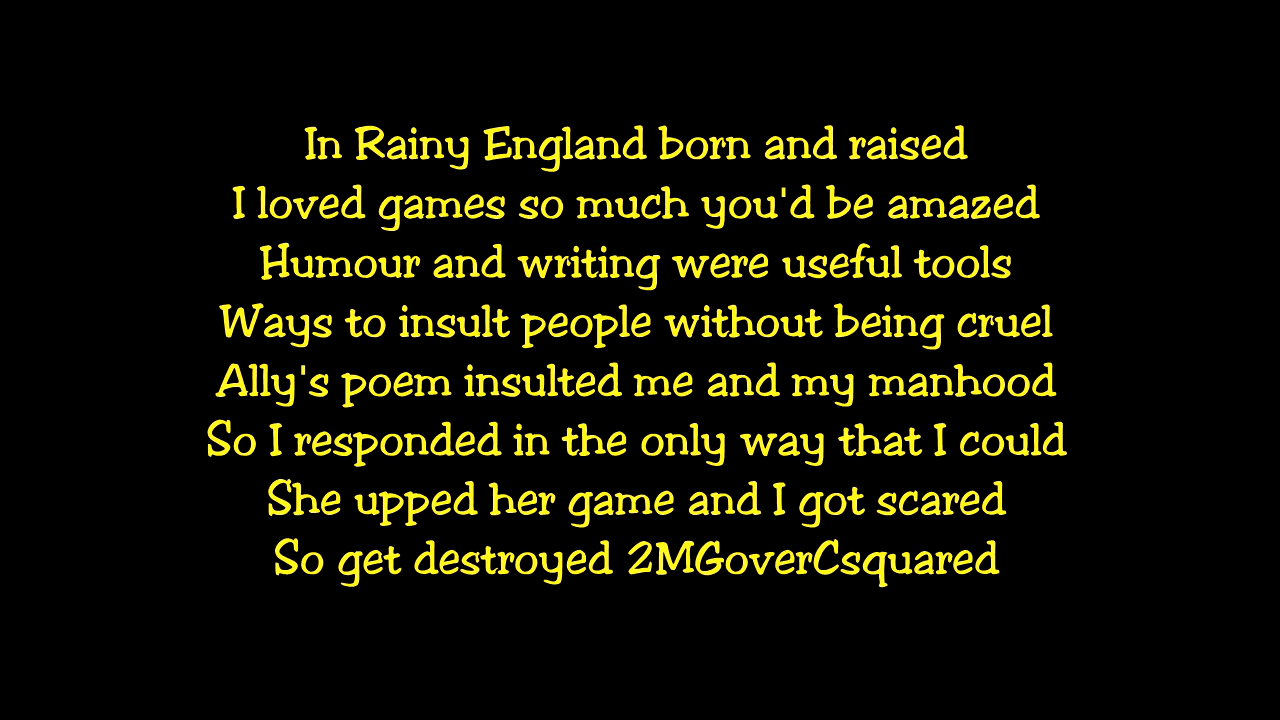 In Rainy England born and raised
I loved games so much you'd be amazed
Humour and writing were useful tools
Ways to insult people without being cruel
Ally's poem insulted me and my manhood
So I responded in the only way that I could
She upped her game and I got scared
So get destroyed 2MGoverCsquared